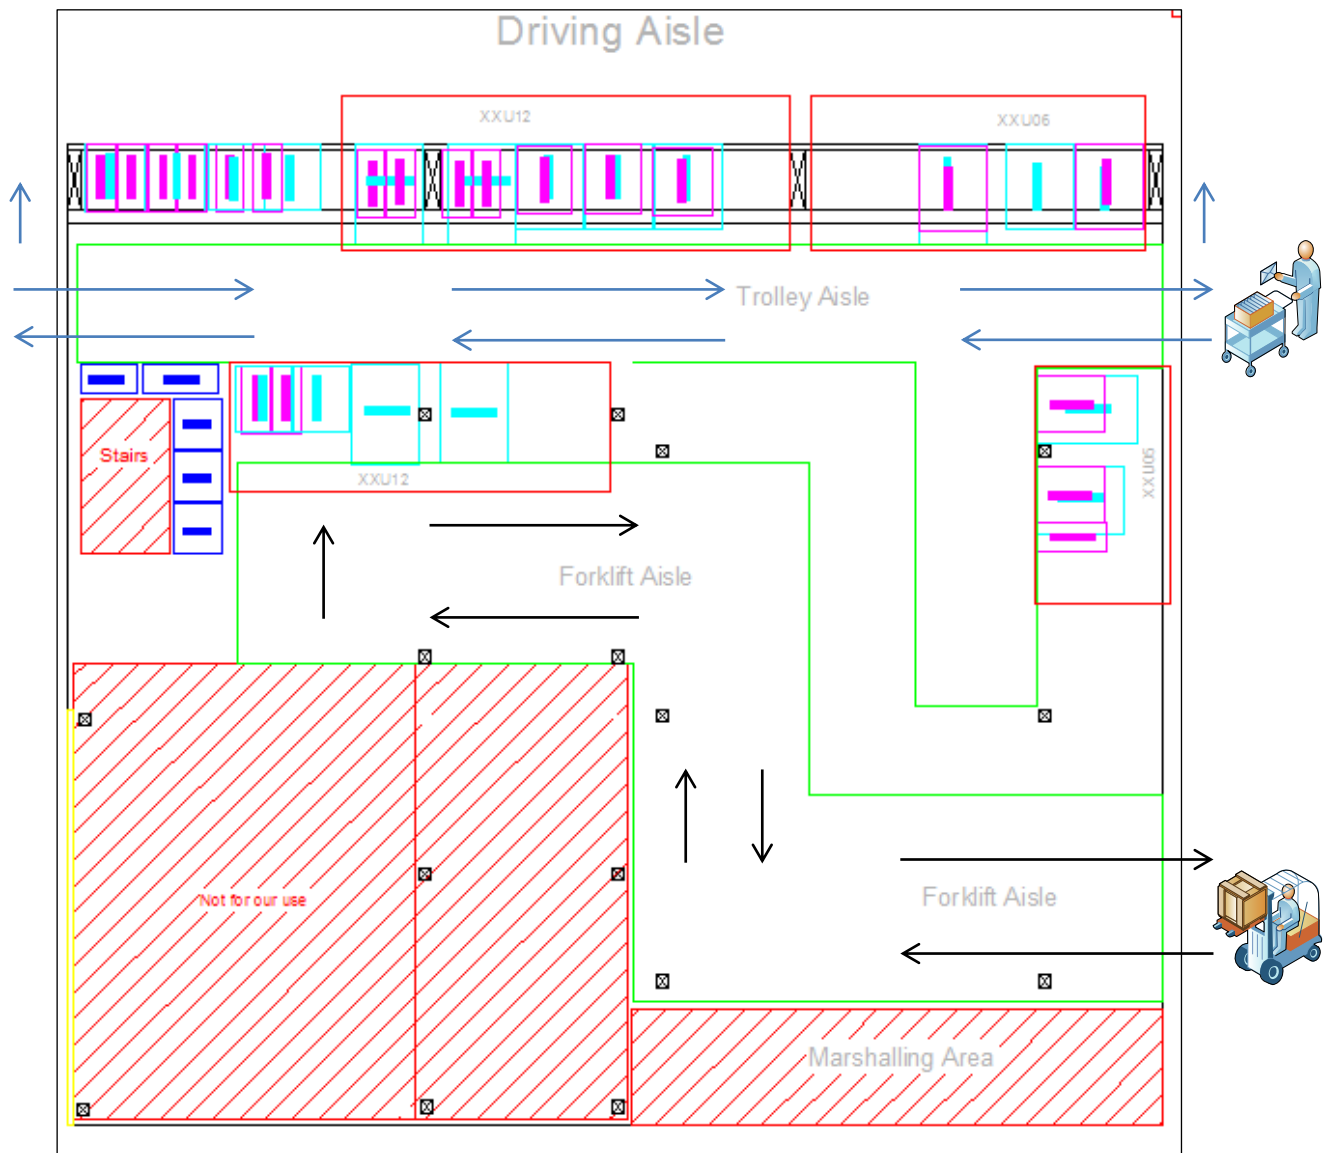 Driving Aisle
XXU12
XXU06
Trolley Aisle
Stairs
XXU12
XXU05
Forklift Aisle
Not for our use
Forklift Aisle
Marshalling Area